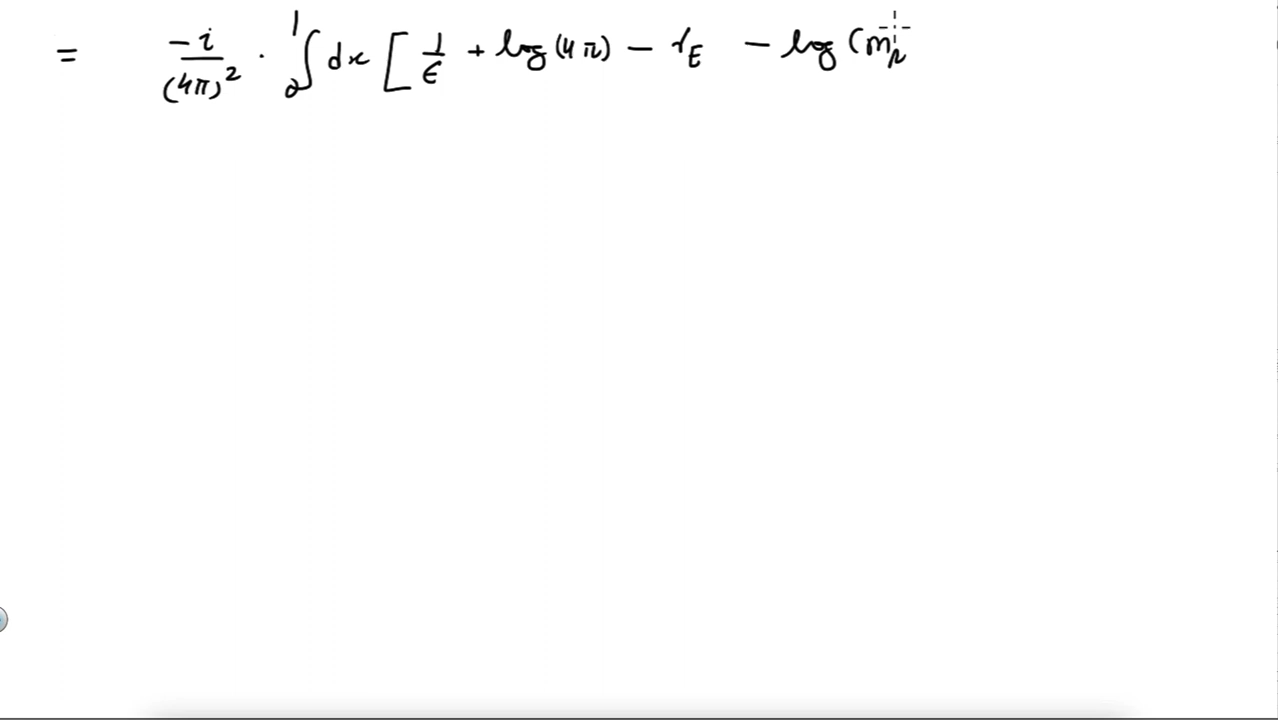 = -i/(4π)² · ∫₀¹ dx [ 1/ϵ + log(4π) - γ_E - log(m